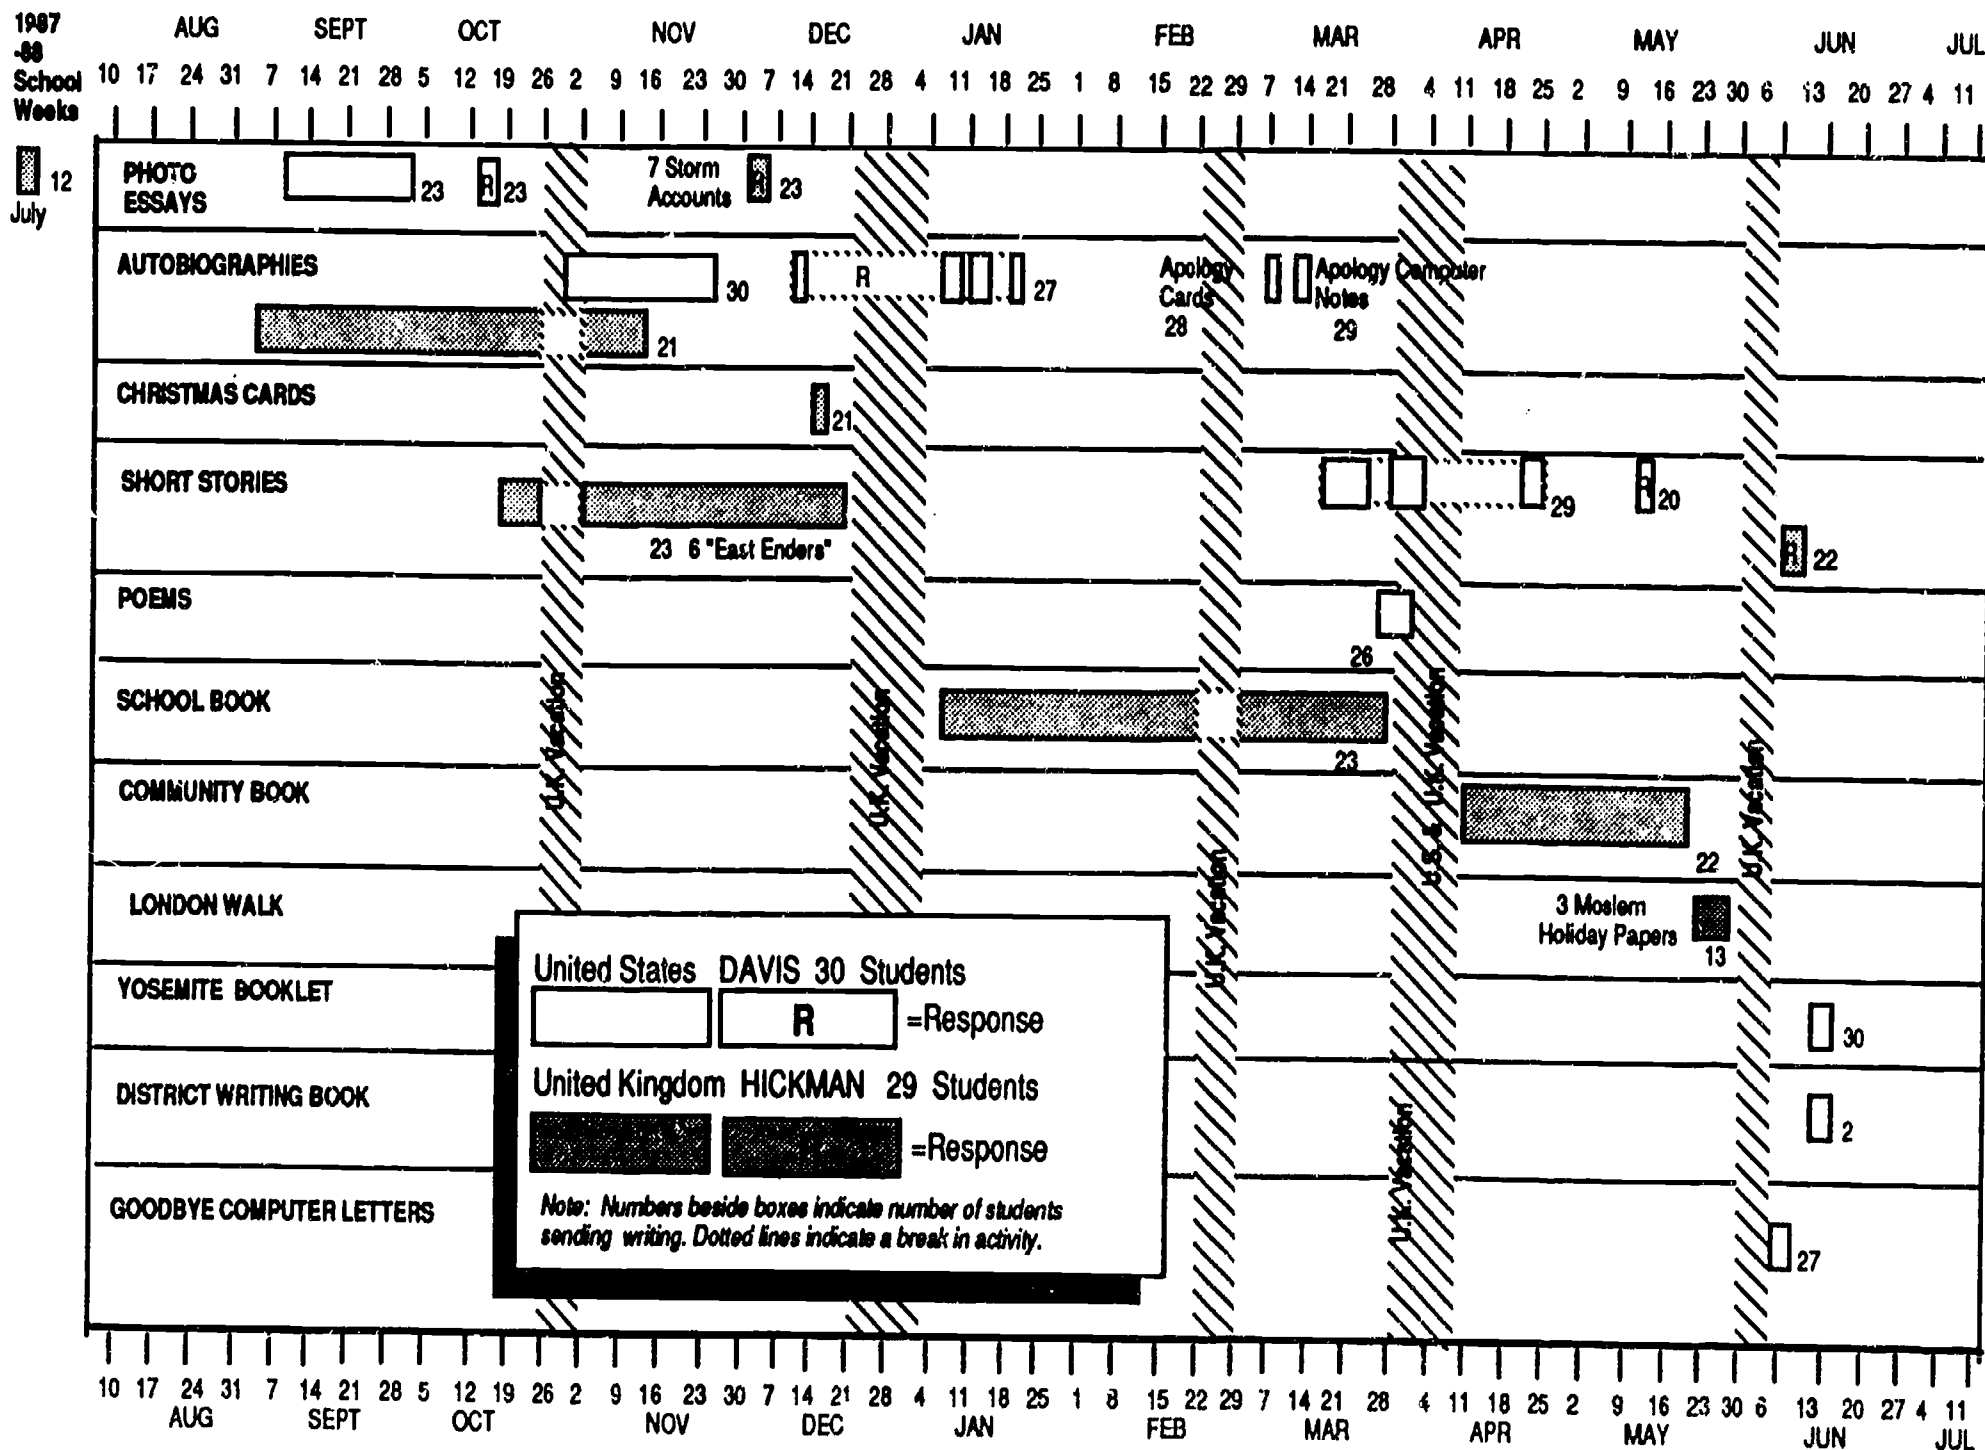 1987
-88
School
Weeks
AUG SEPT OCT NOV DEC JAN FEB MAR APR MAY JUN JUL
10 17 24 31 7 14 21 28 5 12 19 26 2 9 16 23 30 7 14 21 28 4 11 18 25 1 8 15 22 29 7 14 21 28 4 11 18 25 2 9 16 23 30 6 13 20 27 4 11
12
July
PHOTO
ESSAYS
23
R
23
7 Storm
Accounts
R
23
AUTOBIOGRAPHIES
30
R
27
Apology
Cards
28
Apology Computer
Notes
29
21
CHRISTMAS CARDS
21
SHORT STORIES
23 6 "East Enders"
29
R
20
R
22
POEMS
26
SCHOOL BOOK
23
COMMUNITY BOOK
22
LONDON WALK
3 Moslem
Holiday Papers
13
YOSEMITE BOOKLET
30
DISTRICT WRITING BOOK
2
GOODBYE COMPUTER LETTERS
27
U.K. Vacation
U.K. Vacation
U.K. Vacation
U.S. & U.K. Vacation
U.K. Vacation
U.K. Vacation
United States DAVIS 30 Students
R =Response
United Kingdom HICKMAN 29 Students
=Response
Note: Numbers beside boxes indicate number of students
sending writing. Dotted lines indicate a break in activity.
10 17 24 31 7 14 21 28 5 12 19 26 2 9 16 23 30 7 14 21 28 4 11 18 25 1 8 15 22 29 7 14 21 28 4 11 18 25 2 9 16 23 30 6 13 20 27 4 11
AUG SEPT OCT NOV DEC JAN FEB MAR APR MAY JUN JUL